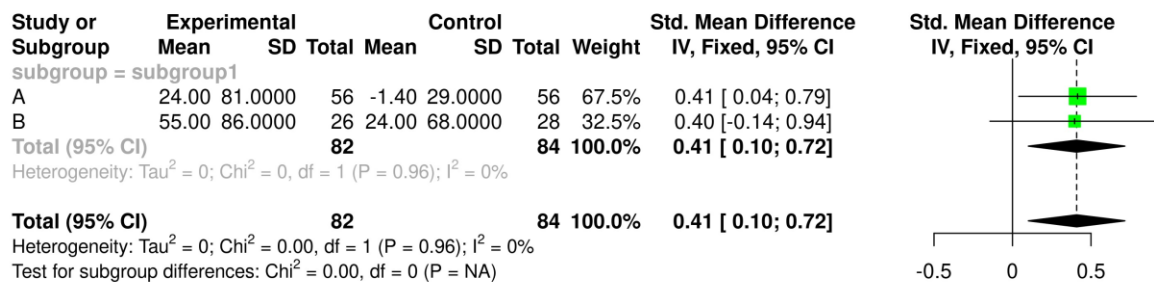 Study or Experimental Control Std. Mean Difference Std. Mean Difference
Subgroup Mean SD Total Mean SD Total Weight IV, Fixed, 95% CI IV, Fixed, 95% CI
subgroup = subgroup1
A 24.00 81.0000 56 -1.40 29.0000 56 67.5% 0.41 [ 0.04; 0.79]
B 55.00 86.0000 26 24.00 68.0000 28 32.5% 0.40 [-0.14; 0.94]
Total (95% CI) 82 84 100.0% 0.41 [ 0.10; 0.72]
Heterogeneity: Tau² = 0; Chi² = 0, df = 1 (P = 0.96); I² = 0%
Total (95% CI) 82 84 100.0% 0.41 [ 0.10; 0.72]
Heterogeneity: Tau² = 0; Chi² = 0.00, df = 1 (P = 0.96); I² = 0%
Test for subgroup differences: Chi² = 0.00, df = 0 (P = NA)
-0.5 0 0.5